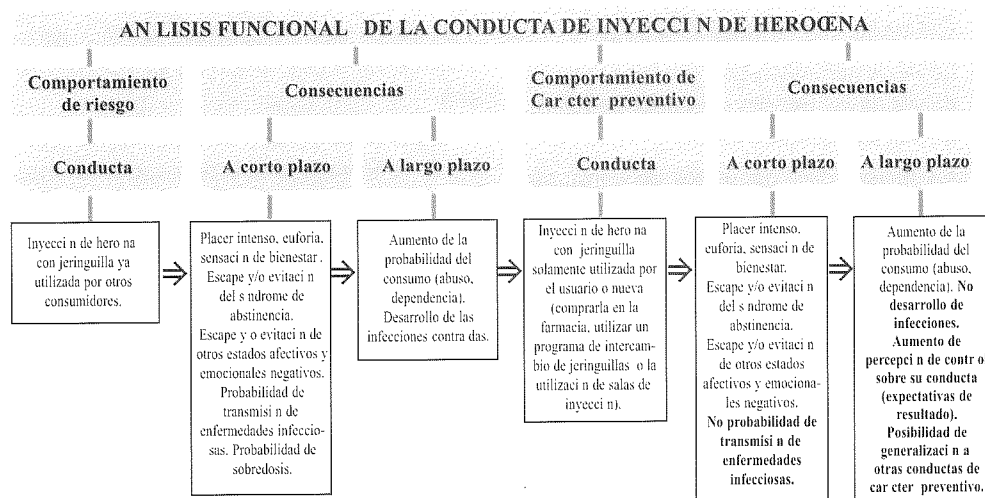 AN LISIS FUNCIONAL DE LA CONDUCTA DE INYECCI N DE HEROŒNA
Comportamiento
de riesgo
Consecuencias
Comportamiento de
Car cter preventivo
Consecuencias
Conducta
A corto plazo
A largo plazo
Conducta
A corto plazo
A largo plazo
Inyecci n de hero na
con jeringuilla ya
utilizada por otros
consumidores.
Placer intenso, euforia,
sensaci n de bienestar.
Escape y/o evitaci n
del s ndrome de
abstinencia.
Escape y o evitaci n de
otros estados afectivos y
emocionales negativos.
Probabilidad de
transmisi n de
enfermedades infeccio-
sas. Probabilidad de
sobredosis.
Aumento de la
probabilidad del
consumo (abuso,
dependencia).
Desarrollo de las
infecciones contra das.
Inyecci n de hero na
con jeringuilla
solamente utilizada por
el usuario o nueva
(comprarla en la
farmacia, utilizar un
programa de intercam-
bio de jeringuillas o la
utilizaci n de salas de
inyecci n).
Placer intenso,
euforia, sensaci n de
bienestar.
Escape y/o evitaci n
del s ndrome de
abstinencia.
Escape y/o evitaci n
de otros estados
afectivos y emociona-
les negativos.
No probabilidad de
transmisi n de
enfermedades
infecciosas.
Aumento de la
probabilidad del
consumo (abuso,
dependencia). No
desarrollo de
infecciones.
Aumento de
percepci n de contr o
sobre su conducta
(expectativas de
resultado).
Posibilidad de
generalizaci n a
otras conductas de
car cter preventivo.